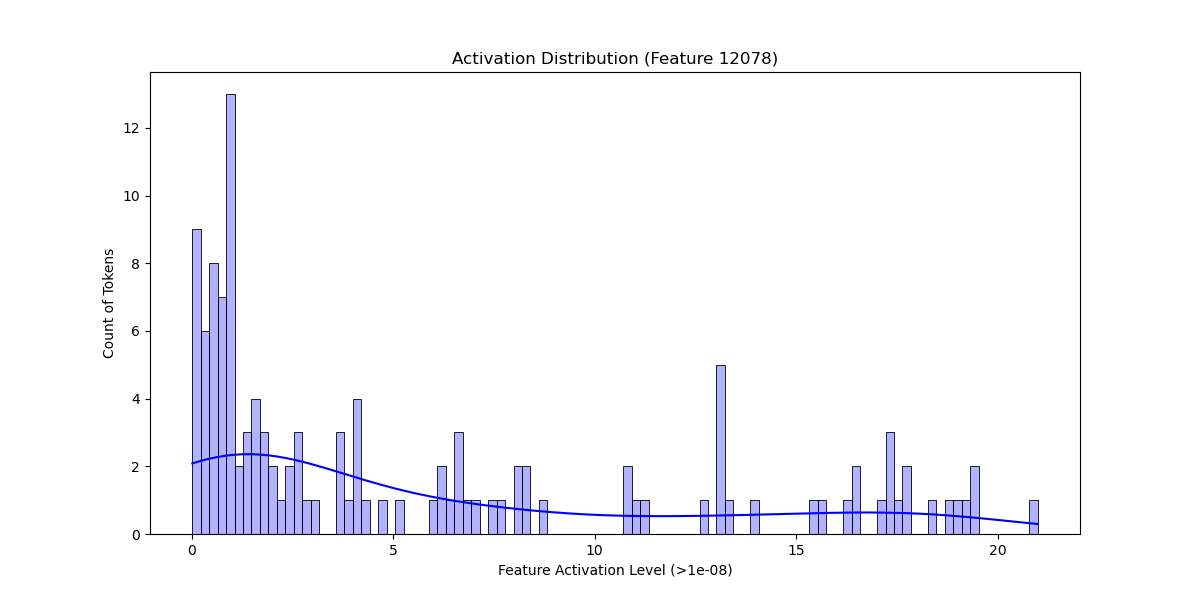 Activation Distribution (Feature 12078)
Count of Tokens
12
10
8
6
4
2
0
0 5 10 15 20
Feature Activation Level (>1e-08)